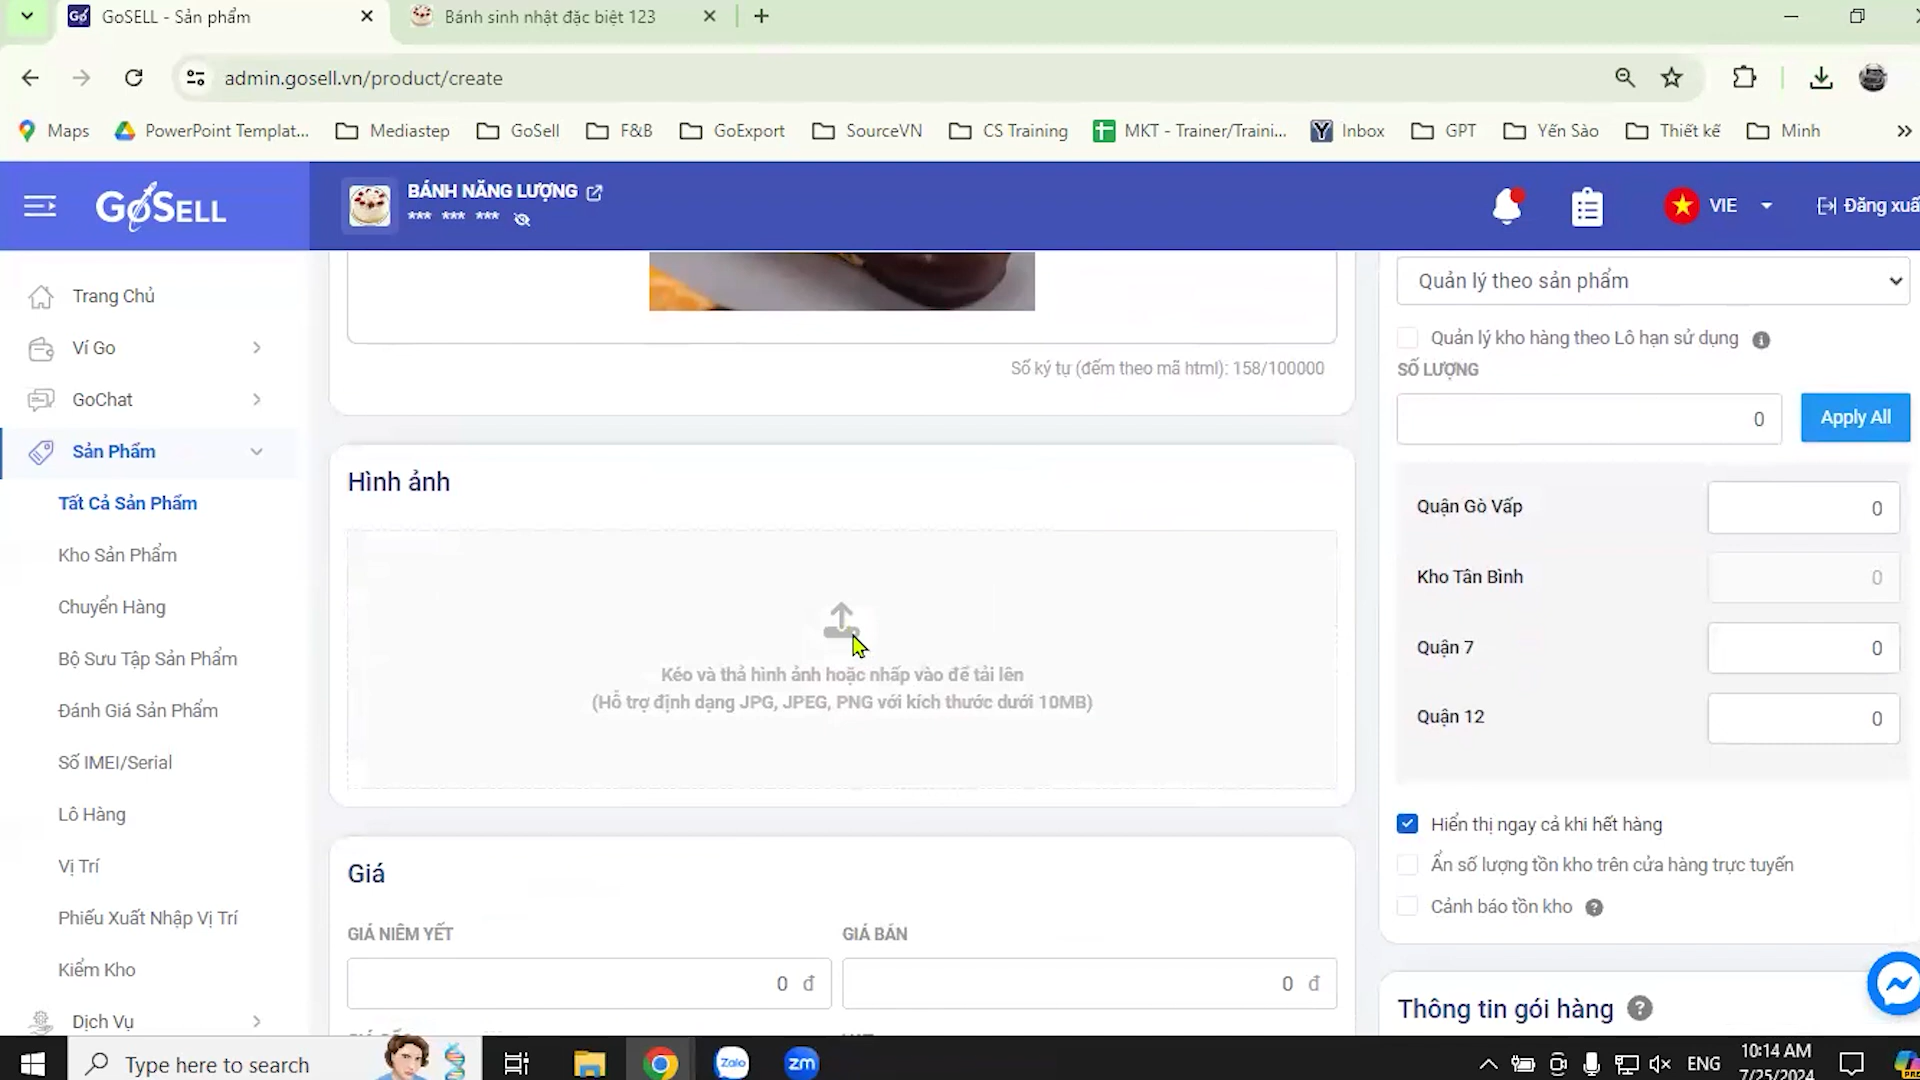 GoSELL - Sản phẩm
Bánh sinh nhật đặc biệt 123
admin.gosell.vn/product/create
Maps
PowerPoint Templat...
Mediastep
GoSell
F&B
GoExport
SourceVN
CS Training
MKT - Trainer/Traini...
Inbox
GPT
Yến Sào
Thiết kế
Minh
GoSELL
BÁNH NĂNG LƯỢNG
*** *** ***
VIE
Đăng xuấ
Trang Chủ
Ví Go
GoChat
Sản Phẩm
Tất Cả Sản Phẩm
Kho Sản Phẩm
Chuyển Hàng
Bộ Sưu Tập Sản Phẩm
Đánh Giá Sản Phẩm
Số IMEI/Serial
Lô Hàng
Vị Trí
Phiếu Xuất Nhập Vị Trí
Kiểm Kho
Dịch Vụ
Số ký tự (đếm theo mã html): 158/100000
Hình ảnh
Kéo và thả hình ảnh hoặc nhấp vào để tải lên
(Hỗ trợ định dạng JPG, JPEG, PNG với kích thước dưới 10MB)
Giá
GIÁ NIÊM YẾT
GIÁ BÁN
0 đ
0 đ
Quản lý theo sản phẩm
Quản lý kho hàng theo Lô hạn sử dụng
SỐ LƯỢNG
0
Apply All
Quận Gò Vấp
0
Kho Tân Bình
0
Quận 7
0
Quận 12
0
Hiển thị ngay cả khi hết hàng
Ẩn số lượng tồn kho trên cửa hàng trực tuyến
Cảnh báo tồn kho
Thông tin gói hàng
Type here to search
Zalo
zm
ENG
10:14 AM
7/25/2024